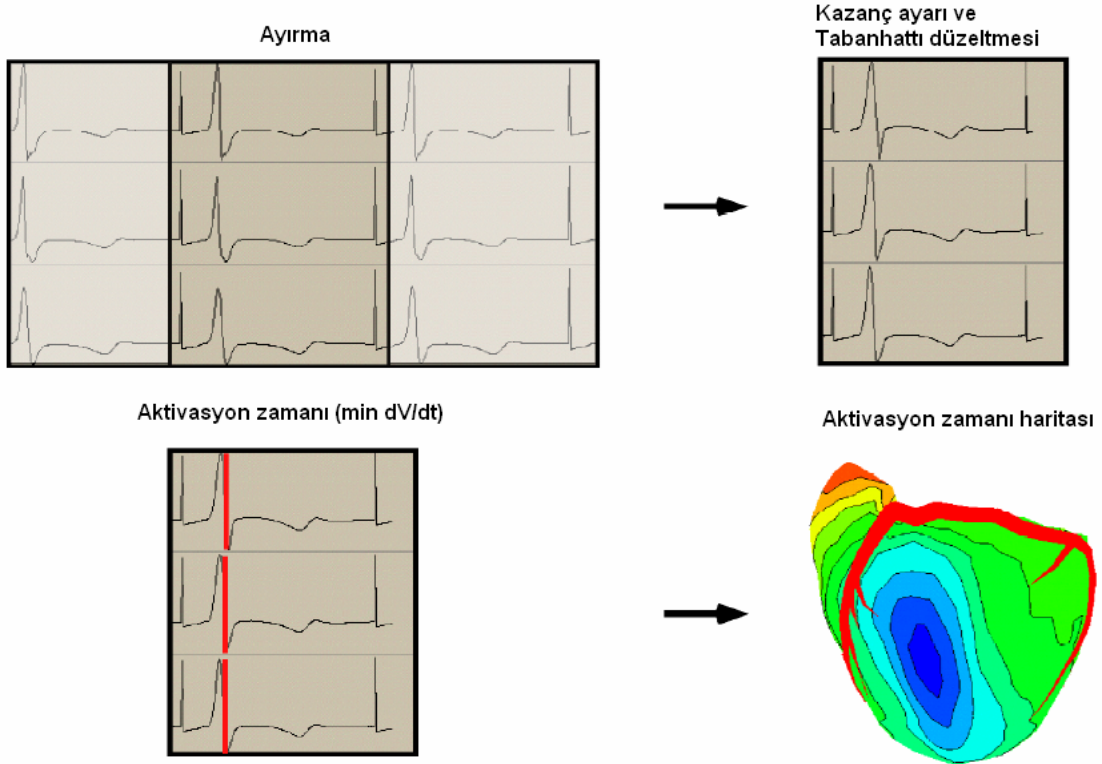 Ayırma
Kazanç ayarı ve
Tabanhattı düzeltmesi
Aktivasyon zamanı (min dV/dt)
Aktivasyon zamanı haritası